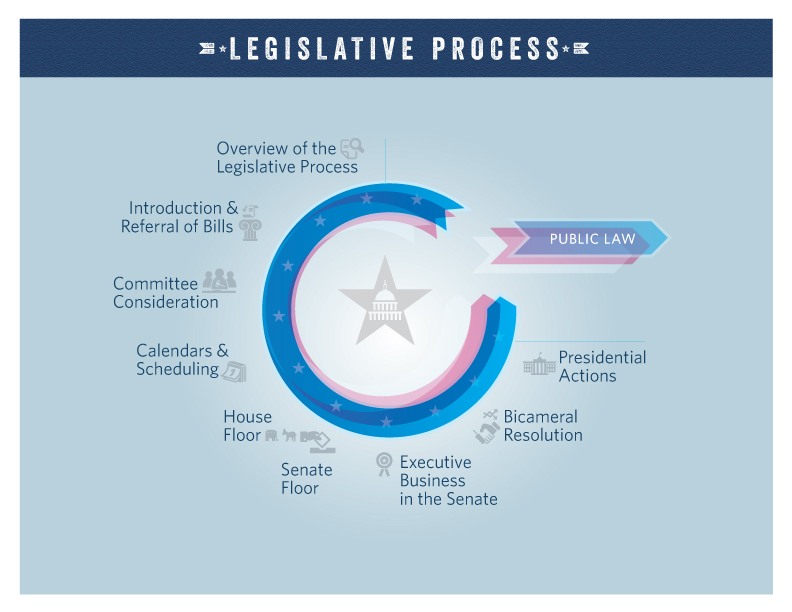 LEGISLATIVE PROCESS
Overview of the
Legislative Process
Introduction &
Referral of Bills
Committee
Consideration
Calendars &
Scheduling
House
Floor
Senate
Floor
Executive
Business
in the Senate
Bicameral
Resolution
Presidential
Actions
PUBLIC LAW